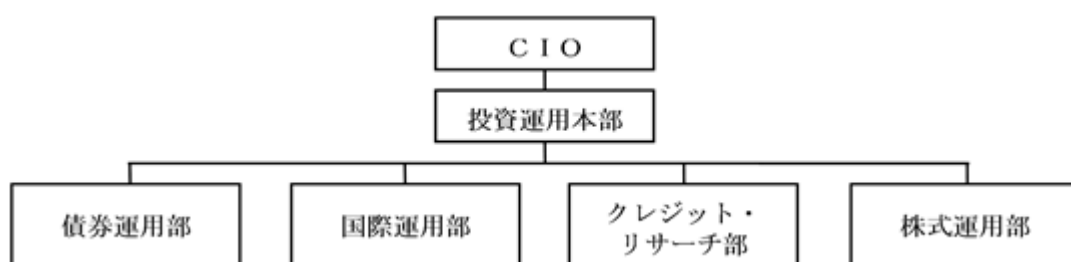 ＣＩＯ
投資運用本部
債券運用部
国際運用部
クレジット・
リサーチ部
株式運用部